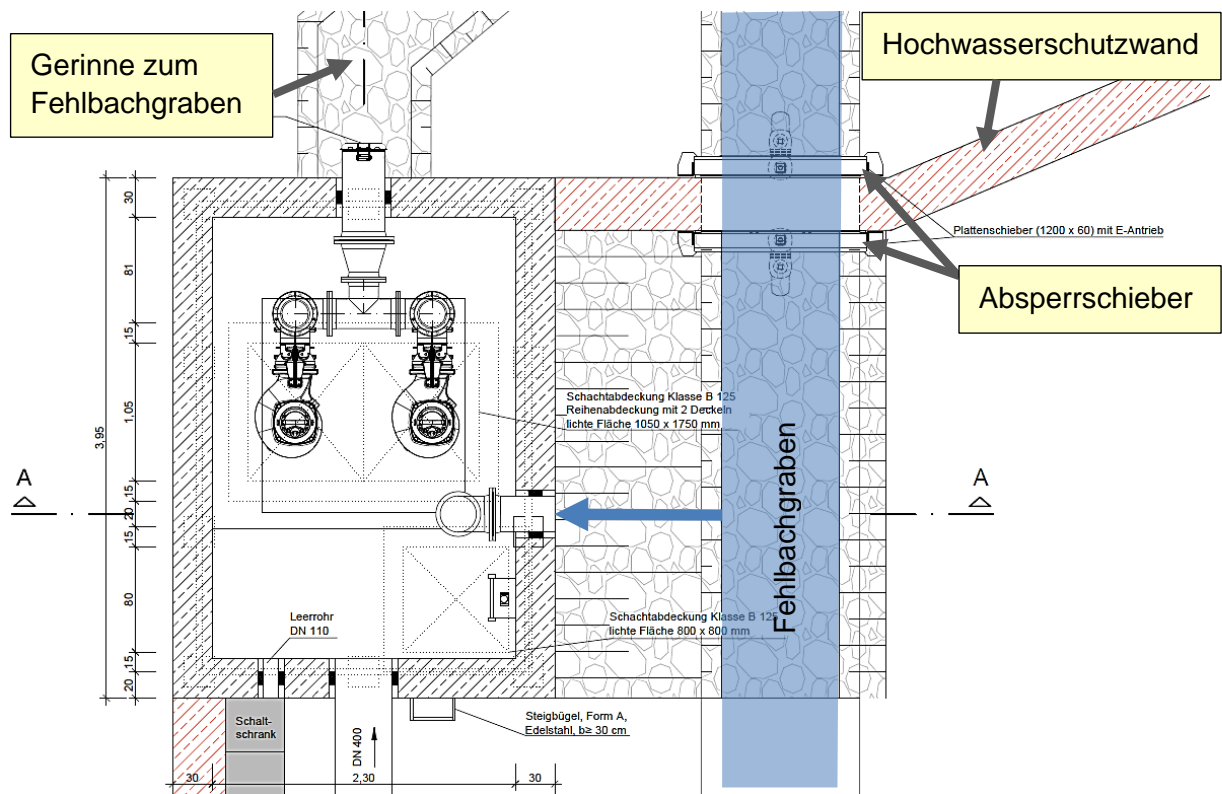 Gerinne zum
Fehlbachgraben
Hochwasserschutzwand
Plattenschieber (1200 x 60) mit E-Antrieb
Absperrschieber
30
81
15
1,05
15
20
15
80
15
20
3,95
Schachtabdeckung Klasse B 125
Reihenabdeckung mit 2 Deckeln
lichte Fläche 1050 x 1750 mm
A
A
Fehlbachgraben
Leerrohr
DN 110
Schachtabdeckung Klasse B 125
lichte Fläche 800 x 800 mm
Schalt-
schrank
DN 400
Steigbügel, Form A,
Edelstahl, b≥ 30 cm
30
2,30
30